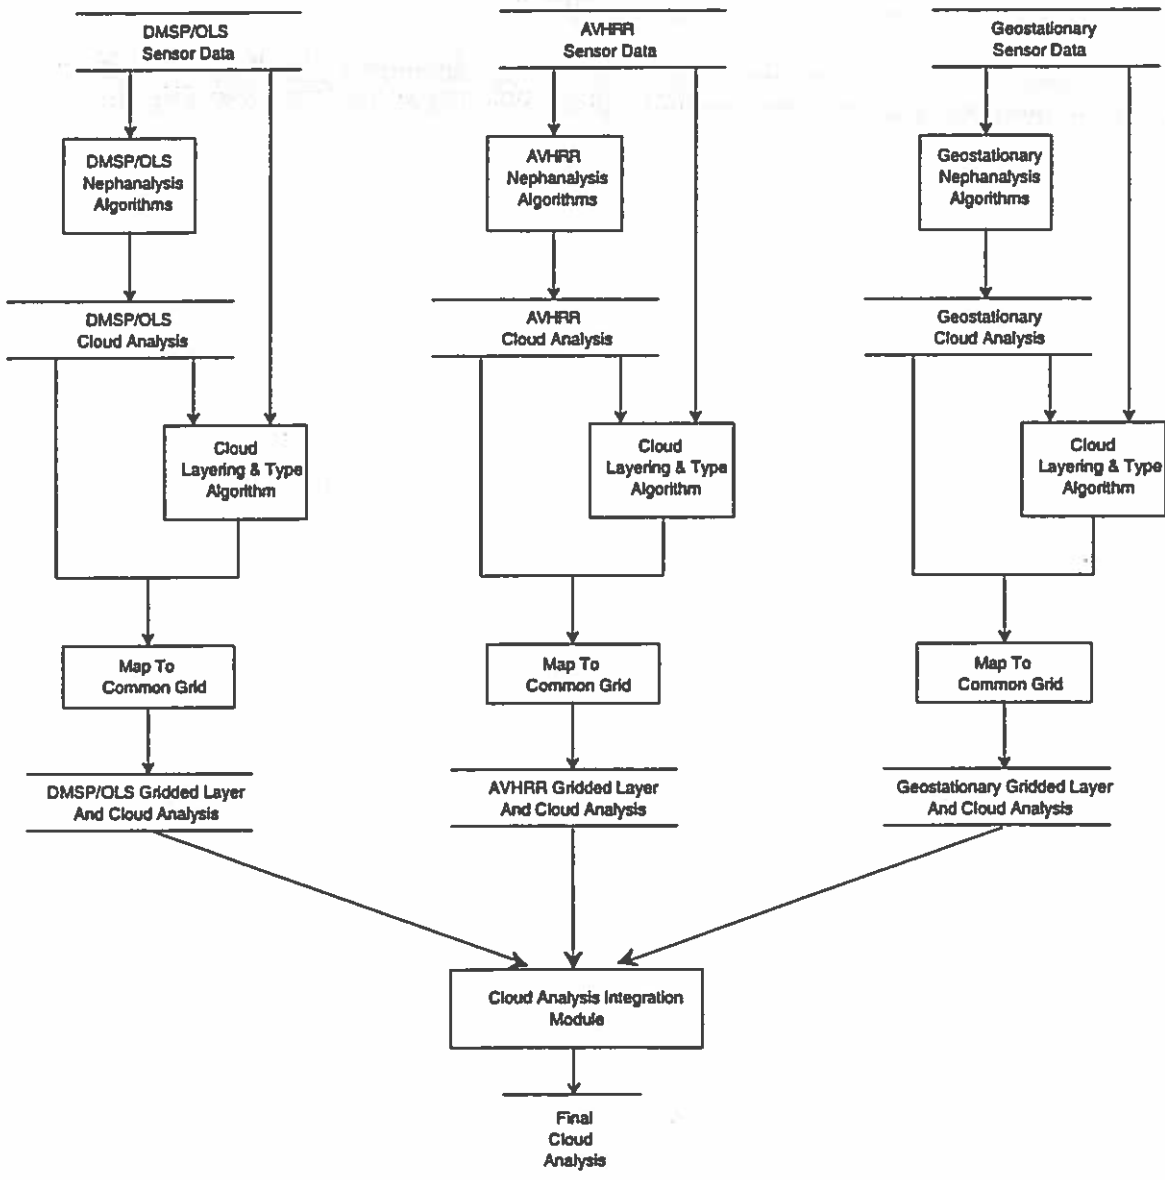 DMSP/OLS
Sensor Data
AVHRR
Sensor Data
Geostationary
Sensor Data
DMSP/OLS
Nephanalysis
Algorithms
AVHRR
Nephanalysis
Algorithms
Geostationary
Nephanalysis
Algorithms
DMSP/OLS
Cloud Analysis
AVHRR
Cloud Analysis
Geostationary
Cloud Analysis
Cloud
Layering & Type
Algorithm
Cloud
Layering & Type
Algorithm
Cloud
Layering & Type
Algorithm
Map To
Common Grid
Map To
Common Grid
Map To
Common Grid
DMSP/OLS Gridded Layer
And Cloud Analysis
AVHRR Gridded Layer
And Cloud Analysis
Geostationary Gridded Layer
And Cloud Analysis
Cloud Analysis Integration
Module
Final
Cloud
Analysis